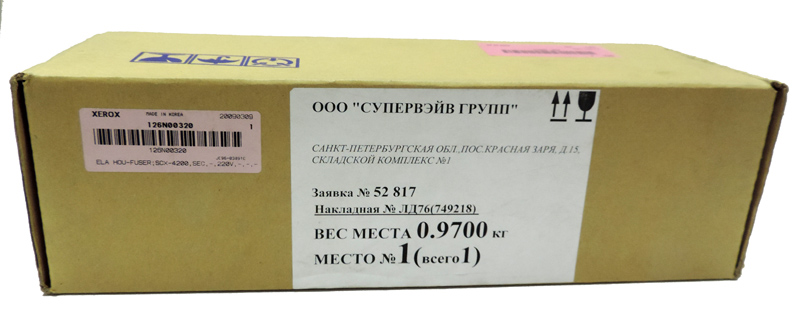 XEROX MADE IN KOREA 20090309
126N00320 1
126N00320
ELA HOU-FUSER;SCX-4200,SEC,-,220V,-,-,-
ООО "СУПЕРВЭЙВ ГРУПП"
САНКТ-ПЕТЕРБУРГСКАЯ ОБЛ.,ПОС.КРАСНАЯ ЗАРЯ, Д.15,
СКЛАДСКОЙ КОМПЛЕКС №1
Заявка № 52 817
Накладная № ЛД76(749218)
ВЕС МЕСТА 0.9700 кг
МЕСТО №1(всего1)